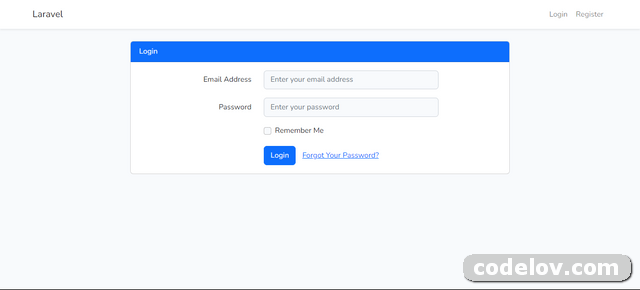 Laravel
Login Register
Login
Email Address Enter your email address
Password Enter your password
Remember Me
Login Forgot Your Password?
codelov.com